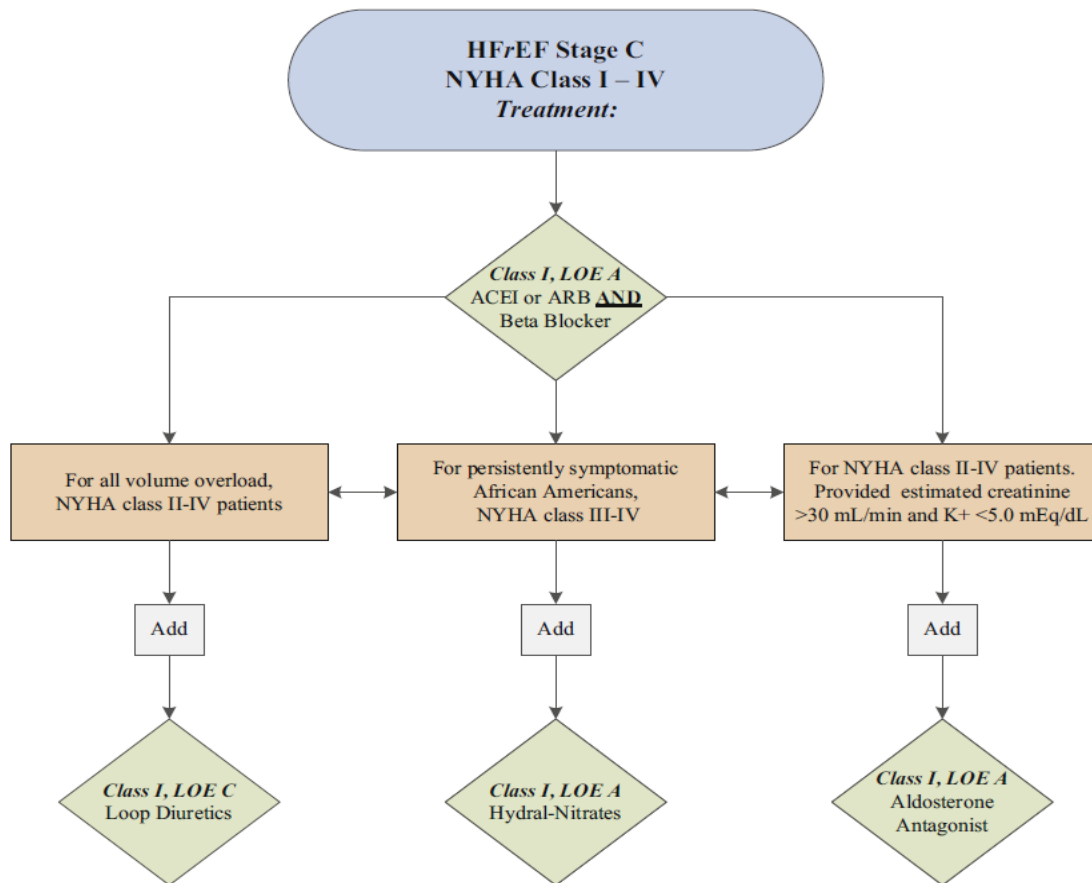 HFrEF Stage C
NYHA Class I – IV
Treatment:
Class I, LOE A
ACEI or ARB AND
Beta Blocker
For all volume overload,
NYHA class II-IV patients
For persistently symptomatic
African Americans,
NYHA class III-IV
For NYHA class II-IV patients.
Provided estimated creatinine
>30 mL/min and K+ <5.0 mEq/dL
Add
Add
Add
Class I, LOE C
Loop Diuretics
Class I, LOE A
Hydral-Nitrates
Class I, LOE A
Aldosterone
Antagonist